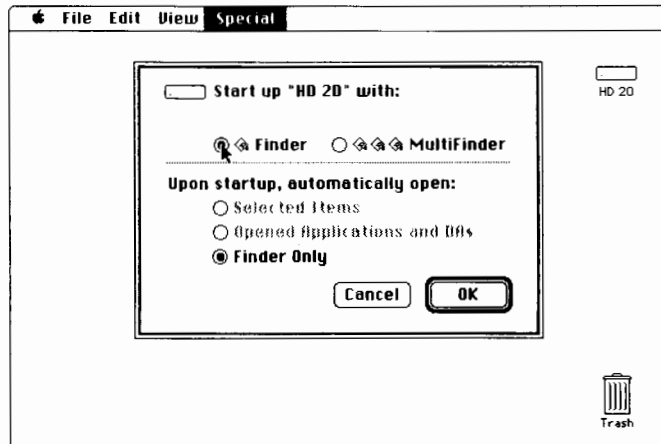 File Edit View Special
Start up "HD 20" with:
HD 20
Finder MultiFinder
Upon startup, automatically open:
Selected Items
Opened Applications and DAs
Finder Only
Cancel OK
Trash